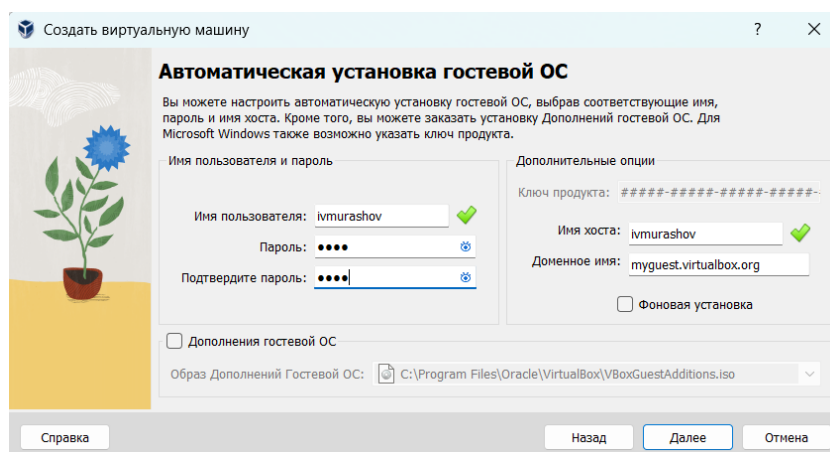 Создать виртуальную машину
?
Автоматическая установка гостевой ОС
Вы можете настроить автоматическую установку гостевой ОС, выбрав соответствующие имя,
пароль и имя хоста. Кроме того, вы можете заказать установку Дополнений гостевой ОС. Для
Microsoft Windows также возможно указать ключ продукта.
Имя пользователя и пароль
Имя пользователя: ivmurashov
Пароль: ••••
Подтвердите пароль: ••••
Дополнительные опции
Ключ продукта: #####-#####-#####-#####-
Имя хоста: ivmurashov
Доменное имя: myguest.virtualbox.org
Фоновая установка
Дополнения гостевой ОС
Образ Дополнений Гостевой ОС: C:\Program Files\Oracle\VirtualBox\VBoxGuestAdditions.iso
Справка
Назад
Далее
Отмена